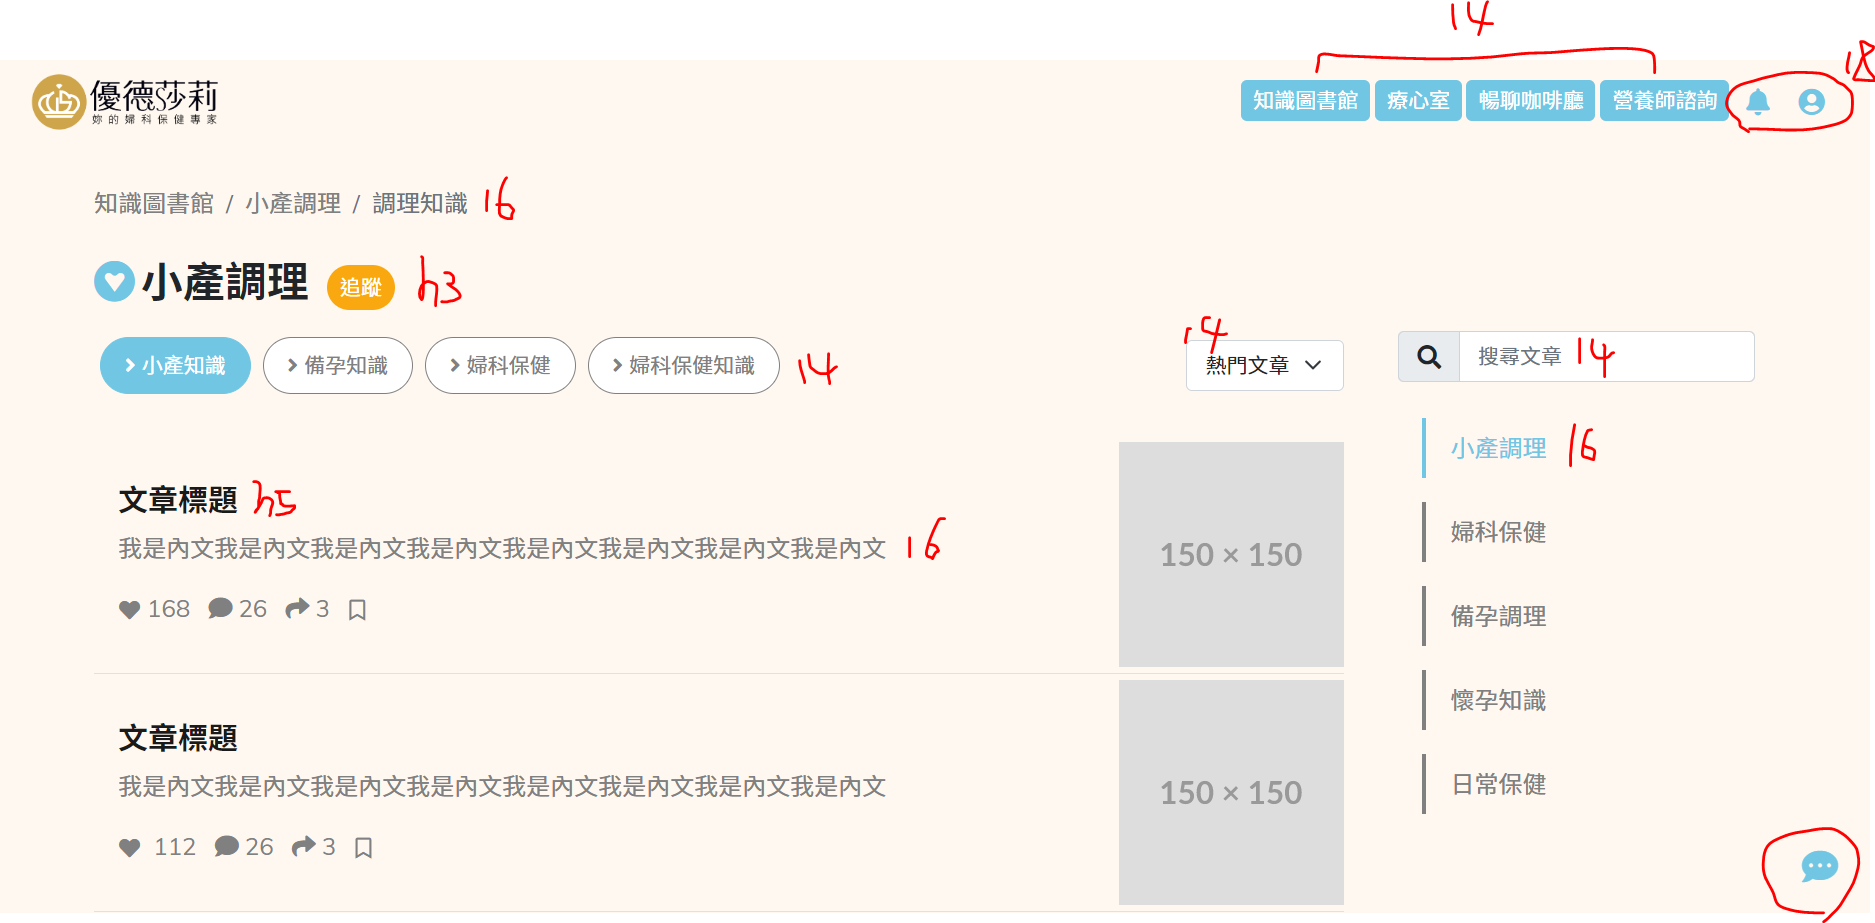 14
18
優德莎莉
妳的婦科保健專家
知識圖書館 療心室 暢聊咖啡廳 營養師諮詢
知識圖書館 / 小產調理 / 調理知識 16
小產調理 追蹤 h3
小產知識 備孕知識 婦科保健 婦科保健知識 14
14
熱門文章
搜尋文章 14
文章標題 h5
我是內文我是內文我是內文我是內文我是內文我是內文我是內文我是內文 16
168 26 3
150 × 150
文章標題
我是內文我是內文我是內文我是內文我是內文我是內文我是內文我是內文
112 26 3
150 × 150
小產調理 16
婦科保健
備孕調理
懷孕知識
日常保健